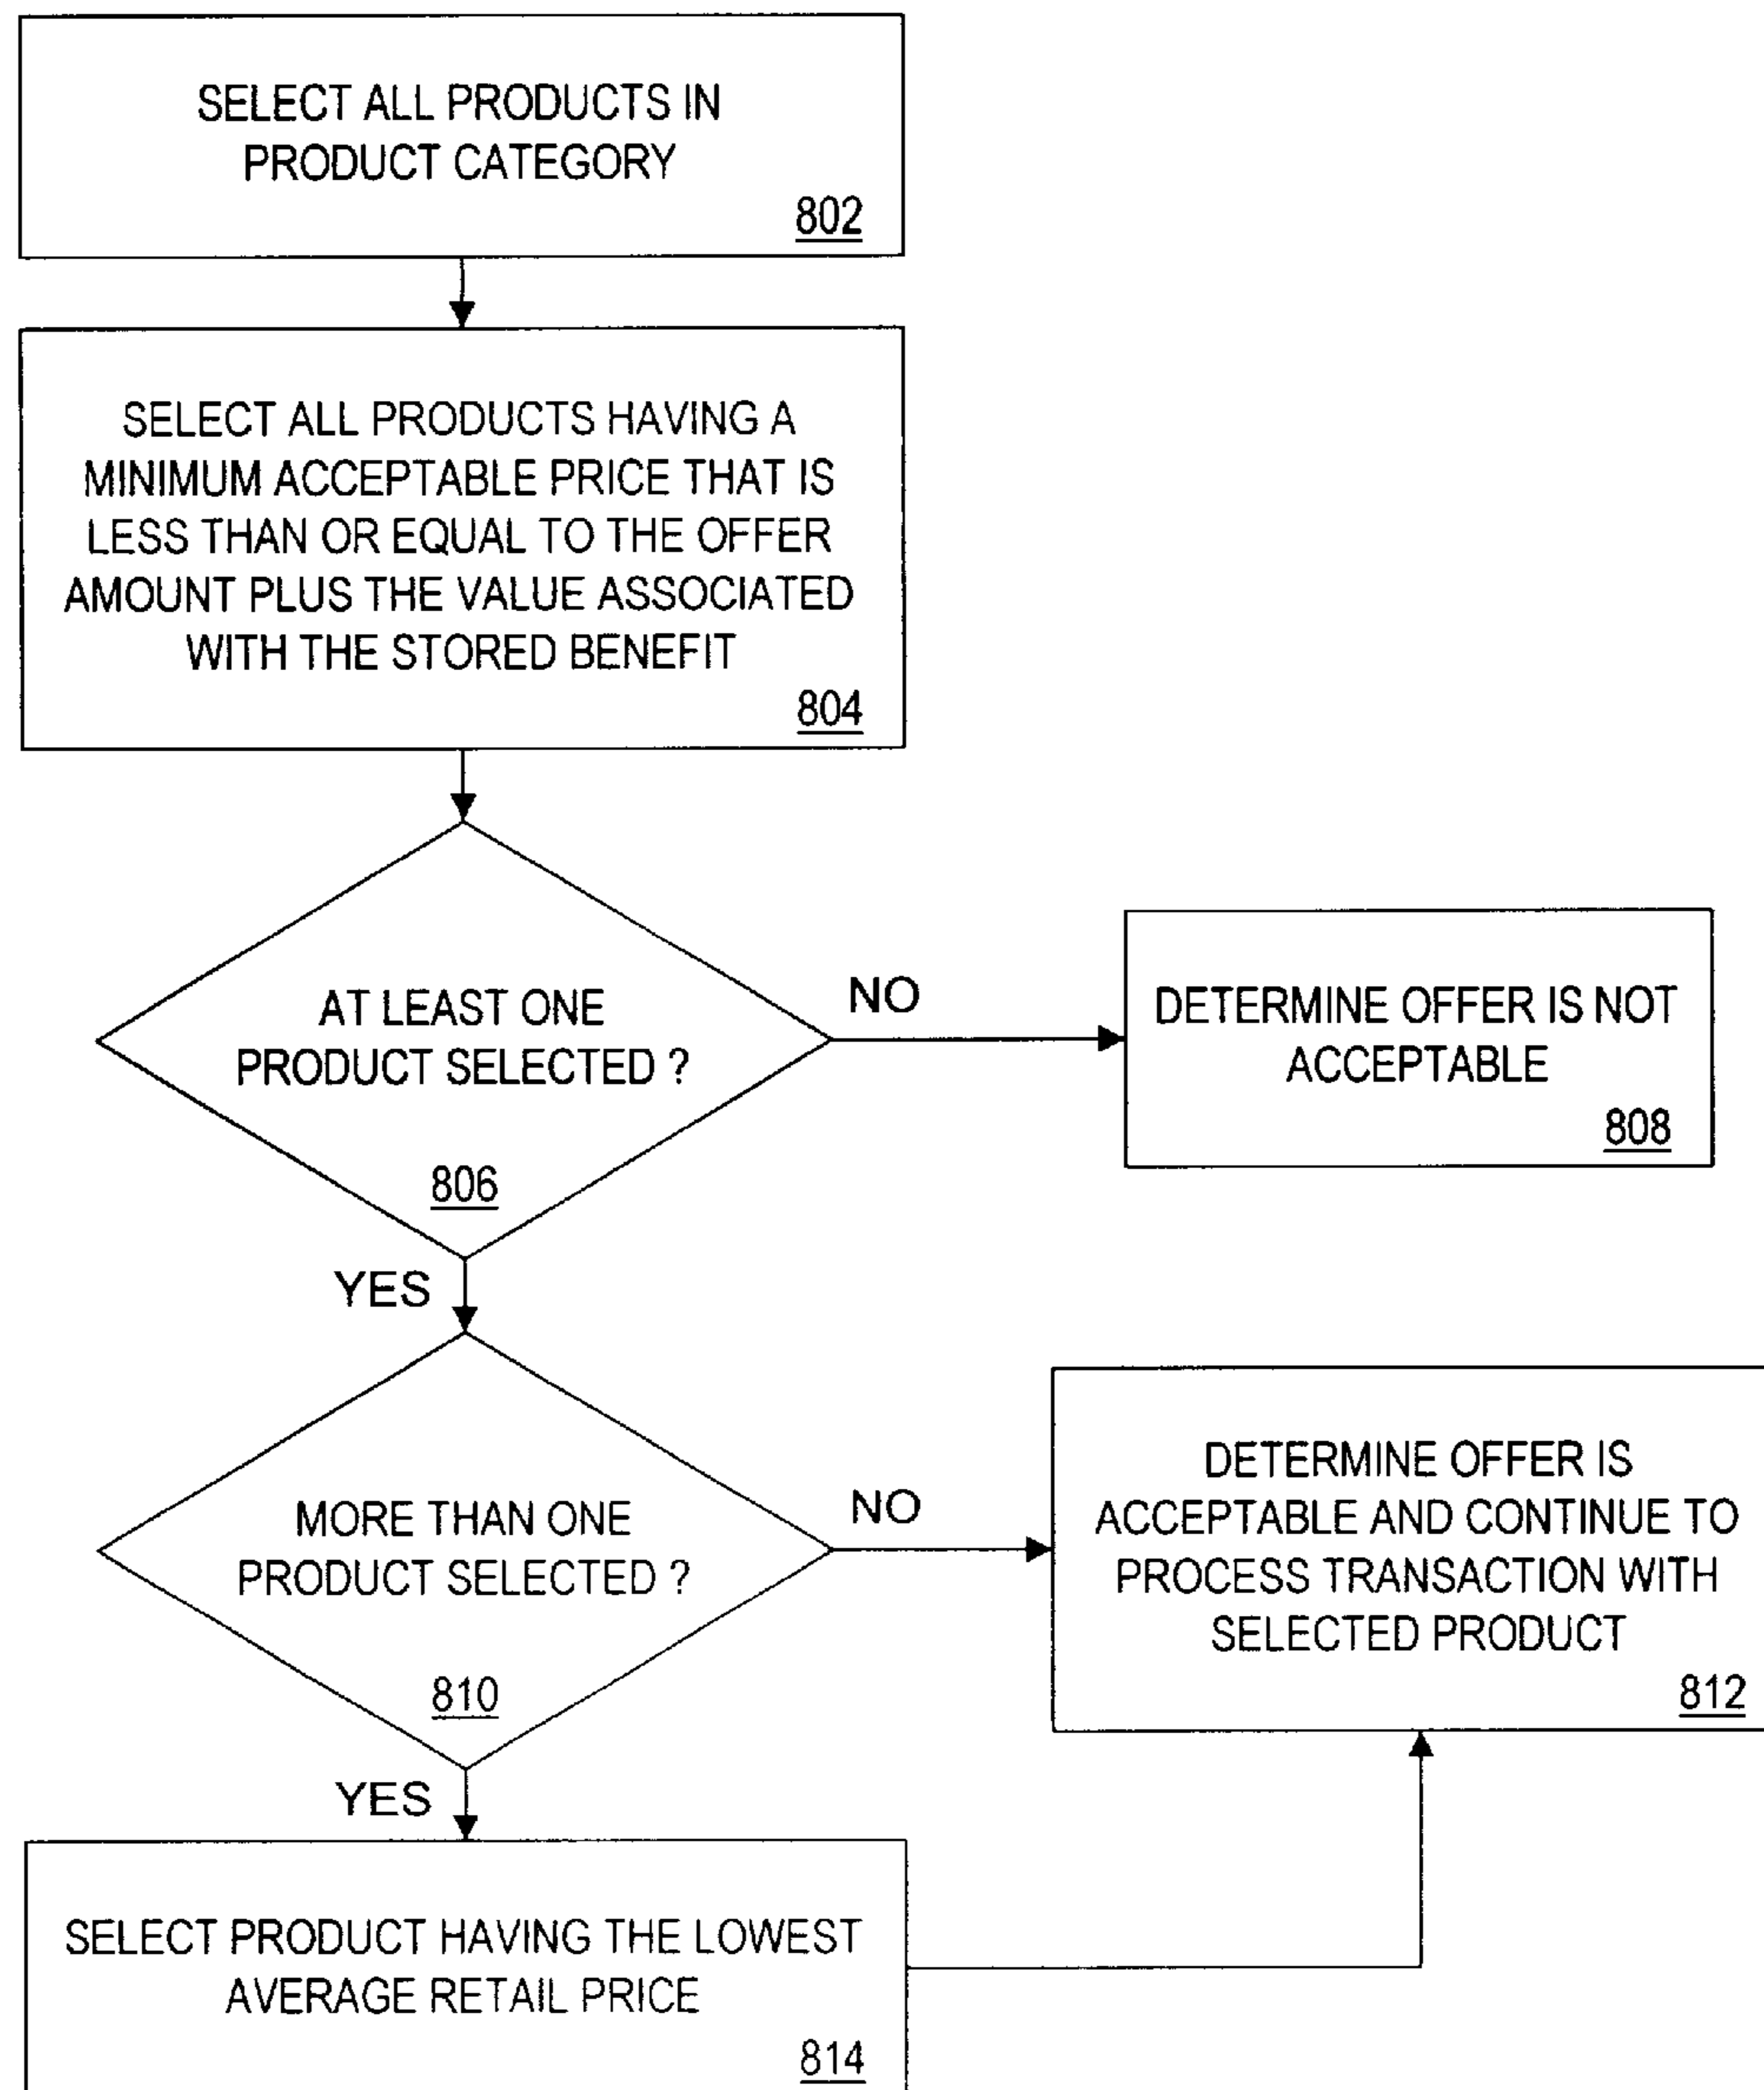 SELECT ALL PRODUCTS IN
PRODUCT CATEGORY
802
SELECT ALL PRODUCTS HAVING A
MINIMUM ACCEPTABLE PRICE THAT IS
LESS THAN OR EQUAL TO THE OFFER
AMOUNT PLUS THE VALUE ASSOCIATED
WITH THE STORED BENEFIT
804
AT LEAST ONE
PRODUCT SELECTED ?
806
NO
DETERMINE OFFER IS NOT
ACCEPTABLE
808
YES
MORE THAN ONE
PRODUCT SELECTED ?
810
NO
DETERMINE OFFER IS
ACCEPTABLE AND CONTINUE TO
PROCESS TRANSACTION WITH
SELECTED PRODUCT
812
YES
SELECT PRODUCT HAVING THE LOWEST
AVERAGE RETAIL PRICE
814